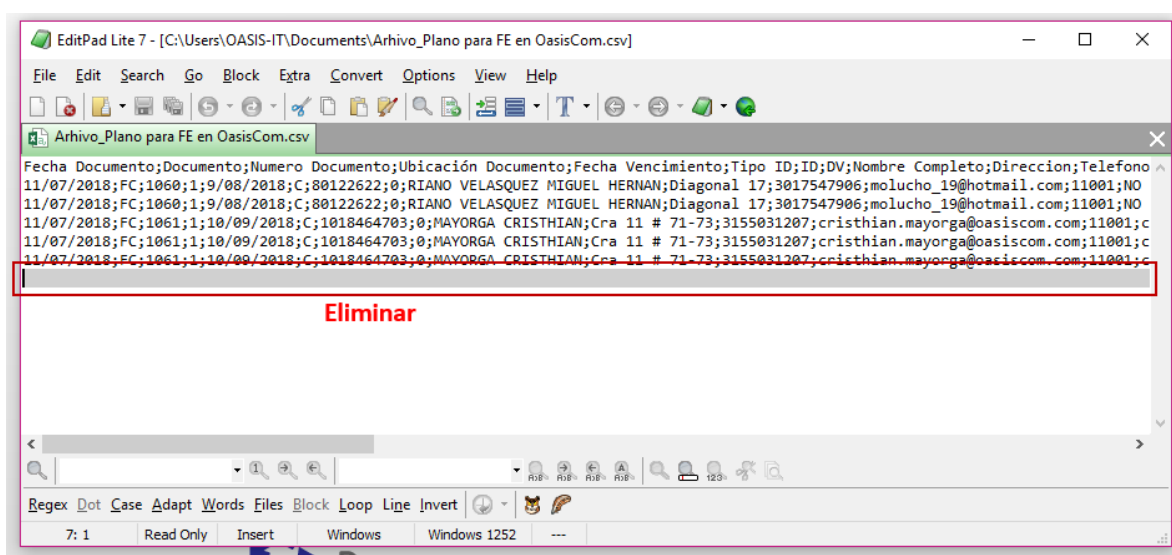 EditPad Lite 7 - [C:\Users\OASIS-IT\Documents\Arhivo_Plano para FE en OasisCom.csv]
File Edit Search Go Block Extra Convert Options View Help
Arhivo_Plano para FE en OasisCom.csv
Fecha Documento;Documento;Numero Documento;Ubicación Documento;Fecha Vencimiento;Tipo ID;ID;DV;Nombre Completo;Direccion;Telefono
11/07/2018;FC;1060;1;9/08/2018;C;80122622;0;RIANO VELASQUEZ MIGUEL HERNAN;Diagonal 17;3017547906;molucho_19@hotmail.com;11001;NO
11/07/2018;FC;1060;1;9/08/2018;C;80122622;0;RIANO VELASQUEZ MIGUEL HERNAN;Diagonal 17;3017547906;molucho_19@hotmail.com;11001;NO
11/07/2018;FC;1061;1;10/09/2018;C;1018464703;0;MAYORGA CRISTHIAN;Cra 11 # 71-73;3155031207;cristhian.mayorga@oasiscom.com;11001;c
11/07/2018;FC;1061;1;10/09/2018;C;1018464703;0;MAYORGA CRISTHIAN;Cra 11 # 71-73;3155031207;cristhian.mayorga@oasiscom.com;11001;c
11/07/2018;FC;1061;1;10/09/2018;C;1018464703;0;MAYORGA CRISTHIAN;Cra 11 # 71-73;3155031207;cristhian.mayorga@oasiscom.com;11001;c
Eliminar
Regex Dot Case Adapt Words Files Block Loop Line Invert
7: 1 Read Only Insert Windows Windows 1252 ---